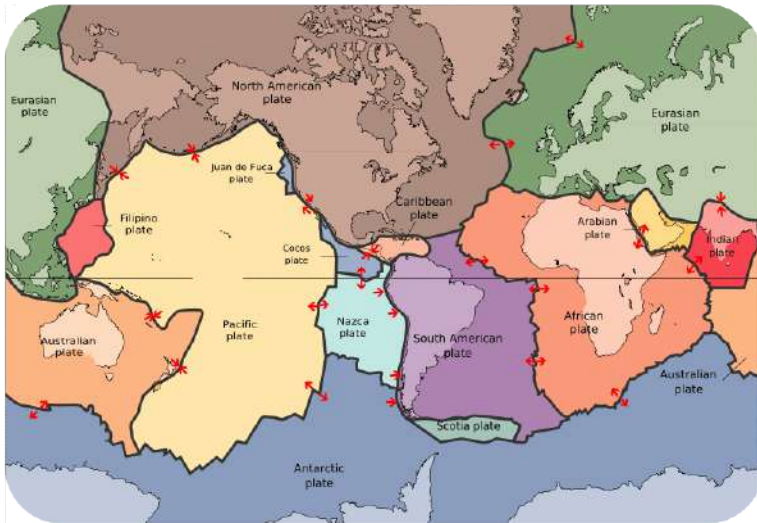 North American
plate
Eurasian
plate
Eurasian
plate
Juan de Fuca
plate
Caribbean
plate
Filipino
plate
Arabian
plate
Indian
plate
Cocos
plate
Pacific
plate
Nazca
plate
South American
plate
African
plate
Australian
plate
Australian
plate
Scotia plate
Antarctic
plate